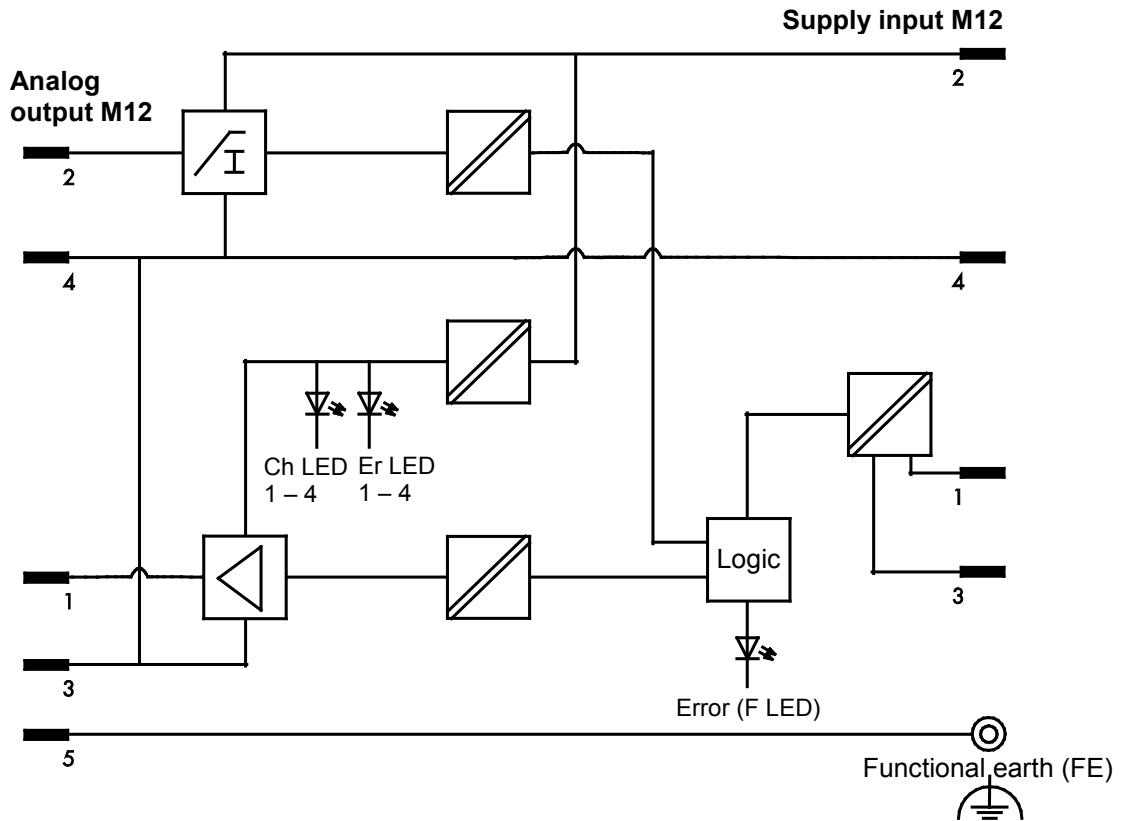 Supply input M12
2
Analog
output M12
2
4
4
Ch LED
1 – 4
Er LED
1 – 4
1
Logic
1
3
3
Error (F LED)
5
Functional earth (FE)